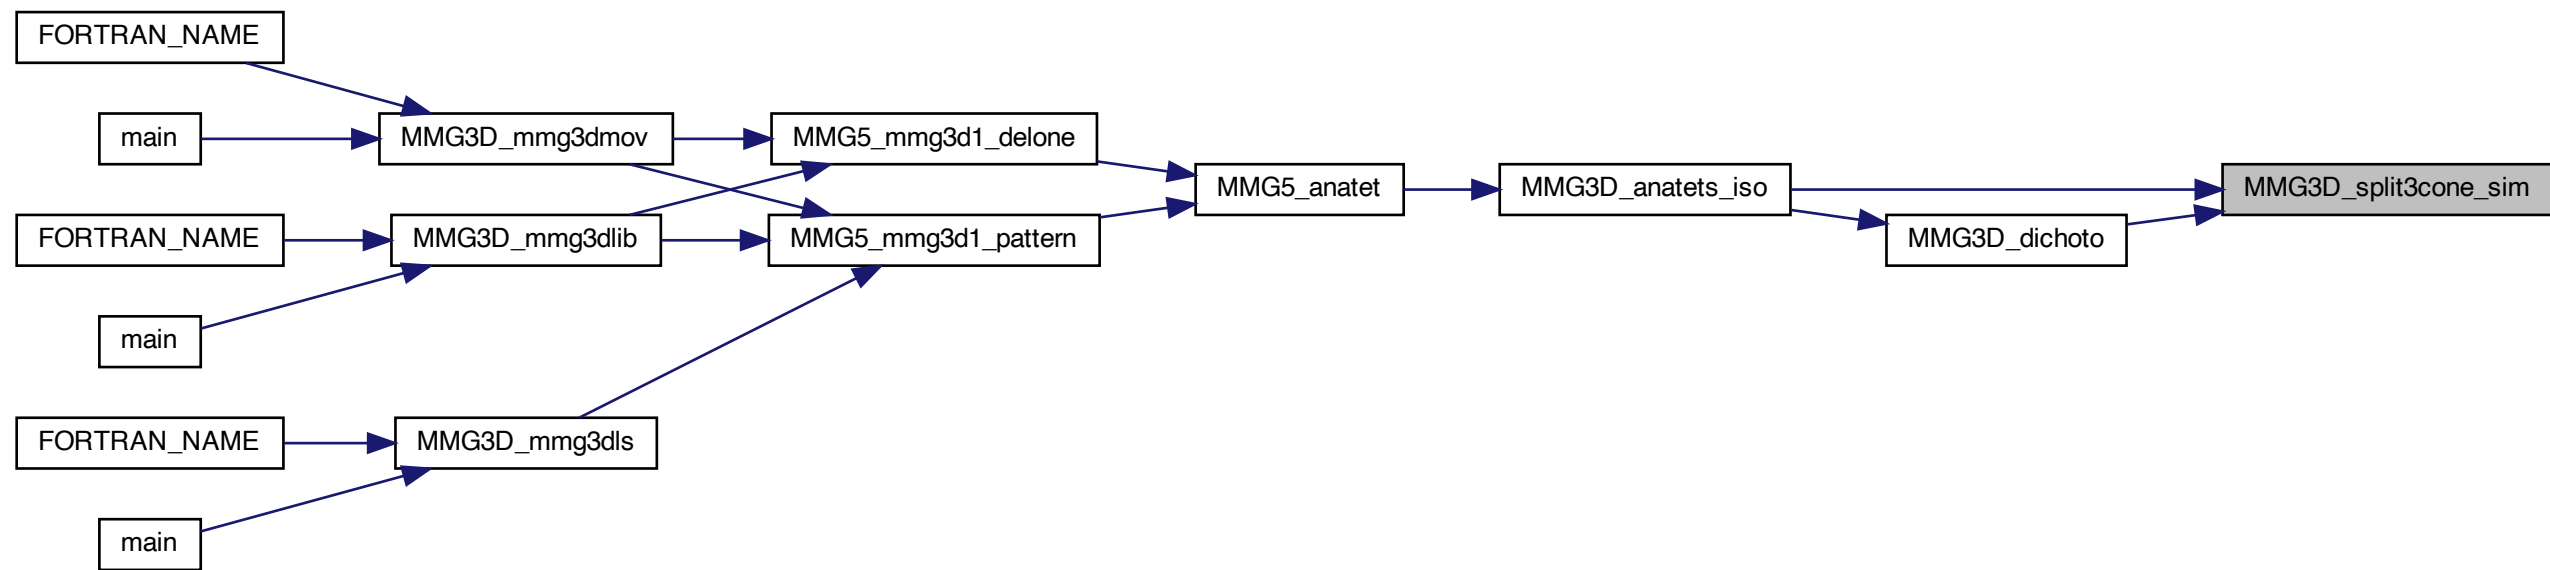 FORTRAN_NAME
main
MMG3D_mmg3dmov
MMG5_mmg3d1_delone
MMG5_anatet
MMG3D_anatets_iso
MMG3D_split3cone_sim
FORTRAN_NAME
MMG3D_mmg3dlib
MMG5_mmg3d1_pattern
MMG3D_dichoto
main
FORTRAN_NAME
MMG3D_mmg3dls
main